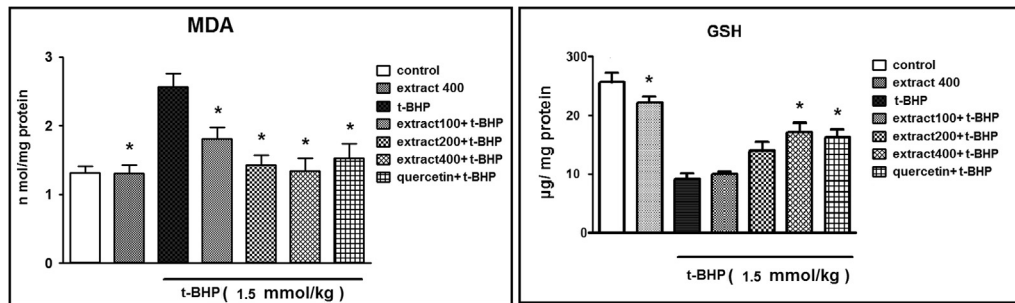 MDA
n mol/mg protein
3
2
1
0
*
*
*
*
*
control
extract 400
t-BHP
extract100+ t-BHP
extract200+ t-BHP
extract400+ t-BHP
quercetin+ t-BHP
t-BHP ( 1.5 mmol/kg )
GSH
µg/ mg protein
300
20
10
0
*
*
*
control
extract 400
t-BHP
extract100+ t-BHP
extract200+ t-BHP
extract400+ t-BHP
quercetin+ t-BHP
t-BHP ( 1.5 mmol/kg)